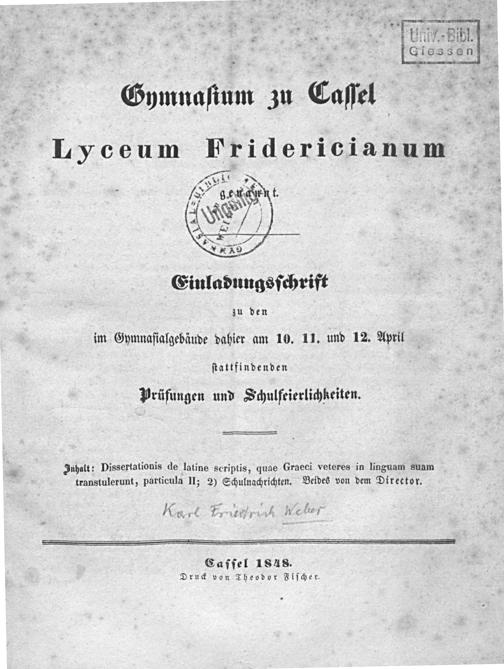 Univ.-Bibl.
Giessen
Gymnasium zu Cassel
Lyceum Fridericianum
genannt.
Ungültig
Einladungsschrift
zu den
im Gymnasialgebäude dahier am 10. 11. und 12. April
stattfindenden
Prüfungen und Schulfeierlichkeiten.
Inhalt: Dissertationis de latine scriptis, quae Graeci veteres in linguam suam
transtulerunt, particula II; 2) Schulnachrichten. Beides von dem Director.
Karl Friedrich Weber
Cassel 1848.
Druck von Theodor Fischer.